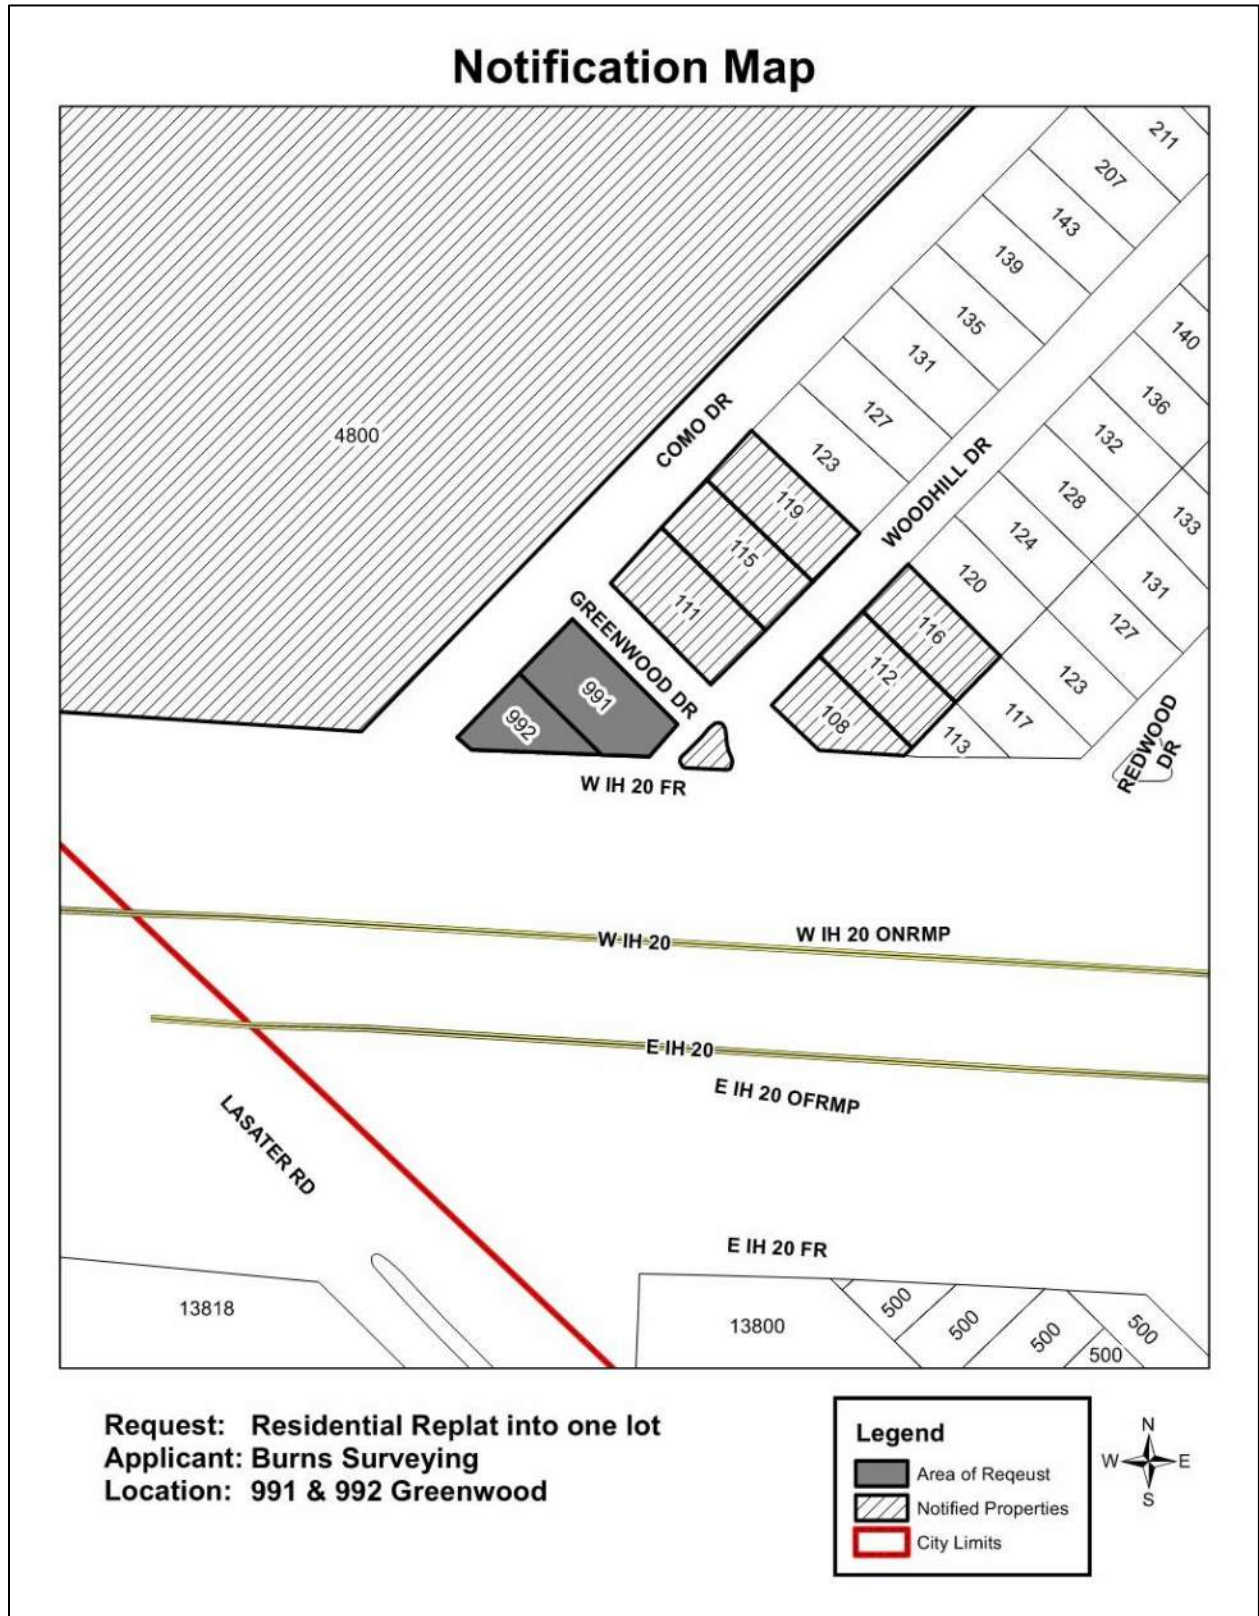 Notification Map
211
207
143
139
135
131
127
123
119
115
111
140
136
132
128
124
120
116
112
108
133
131
127
123
117
113
4800
COMO DR
WOODHILL DR
GREENWOOD DR
REDWOOD
DR
991
992
W IH 20 FR
W IH 20
W IH 20 ONRMP
E IH 20
E IH 20 OFRMP
LASATER RD
E IH 20 FR
13818
13800
500
500
500
500
500
Request: Residential Replat into one lot
Applicant: Burns Surveying
Location: 991 & 992 Greenwood
Legend
Area of Reqeust
Notified Properties
City Limits
N
W E
S